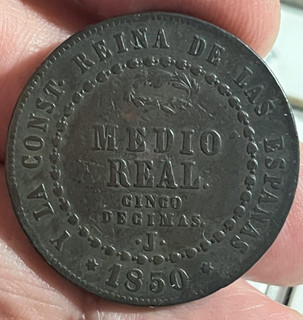 Y LA CONST. REINA DE LAS ESPAÑAS
MEDIO
REAL.
CINCO
DECIMAS.
·J·
* 1850 *